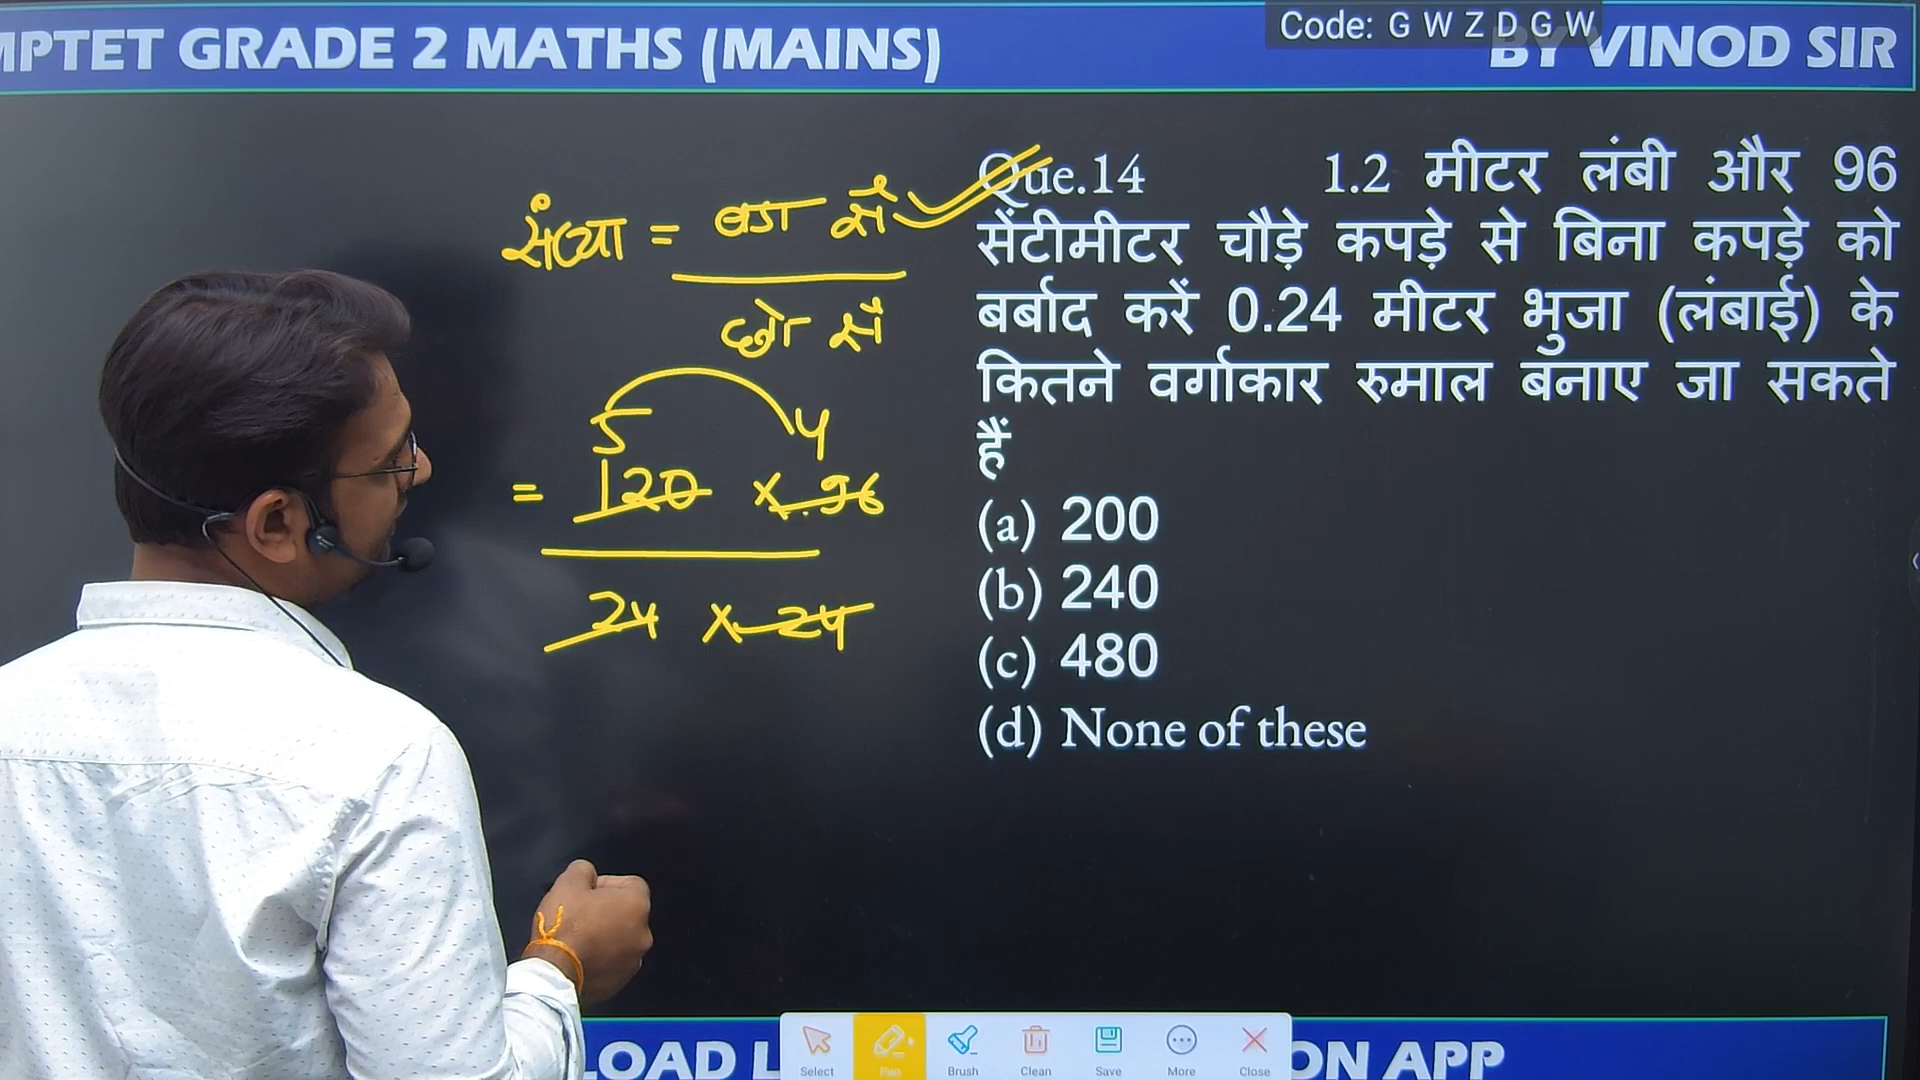 MPTET GRADE 2 MATHS (MAINS)
Code: G W Z D G W
BY VINOD SIR
Que.14 1.2 मीटर लंबी और 96
सेंटीमीटर चौड़े कपड़े से बिना कपड़े को
बर्बाद करें 0.24 मीटर भुजा (लंबाई) के
कितने वर्गाकार रुमाल बनाए जा सकते
हैं
(a) 200
(b) 240
(c) 480
(d) None of these
संख्या = बडा से
छोटा से
5 4
= 120 × 96
24 × 24
LOAD L
ON APP
Select Pen Brush Clean Save More Close